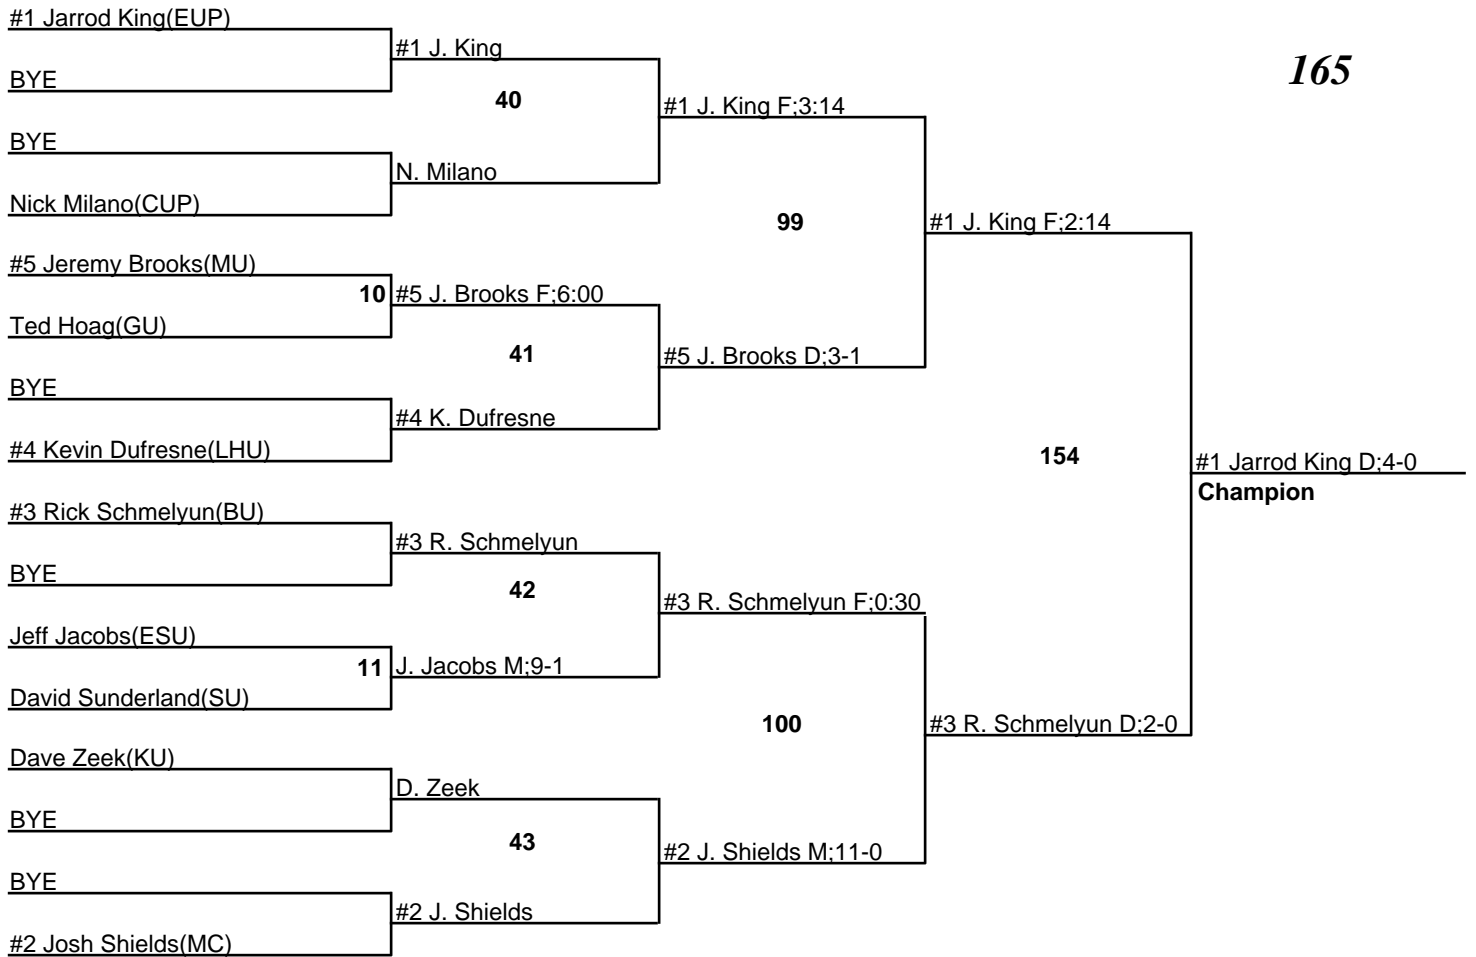 #1 Jarrod King(EUP)
#1 J. King
BYE
165
40
#1 J. King F;3:14
BYE
N. Milano
Nick Milano(CUP)
99
#1 J. King F;2:14
#5 Jeremy Brooks(MU)
10
#5 J. Brooks F;6:00
Ted Hoag(GU)
41
#5 J. Brooks D;3-1
BYE
#4 K. Dufresne
#4 Kevin Dufresne(LHU)
154
#1 Jarrod King D;4-0
Champion
#3 Rick Schmelyun(BU)
#3 R. Schmelyun
BYE
42
#3 R. Schmelyun F;0:30
Jeff Jacobs(ESU)
11
J. Jacobs M;9-1
David Sunderland(SU)
100
#3 R. Schmelyun D;2-0
Dave Zeek(KU)
D. Zeek
BYE
43
#2 J. Shields M;11-0
BYE
#2 J. Shields
#2 Josh Shields(MC)